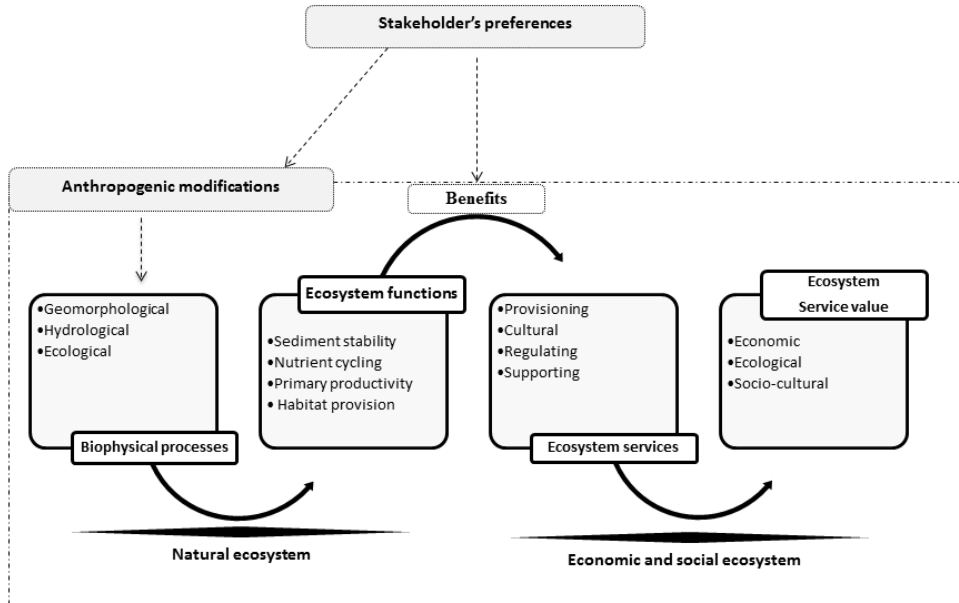 Stakeholder's preferences
Anthropogenic modifications
Benefits
•Geomorphological
•Hydrological
•Ecological
Biophysical processes
Ecosystem functions
•Sediment stability
•Nutrient cycling
•Primary productivity
• Habitat provision
•Provisioning
•Cultural
•Regulating
•Supporting
Ecosystem services
Ecosystem
Service value
•Economic
•Ecological
•Socio-cultural
Natural ecosystem
Economic and social ecosystem